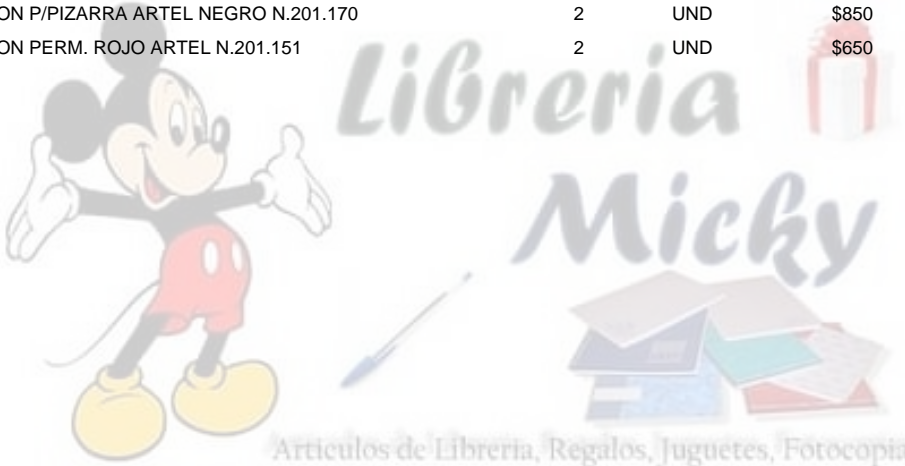 ON P/PIZARRA ARTEL NEGRO N.201.170 2 UND $850
ON PERM. ROJO ARTEL N.201.151 2 UND $650
Libreria
Micky
Articulos de Libreria, Regalos, Juguetes, Fotocopia